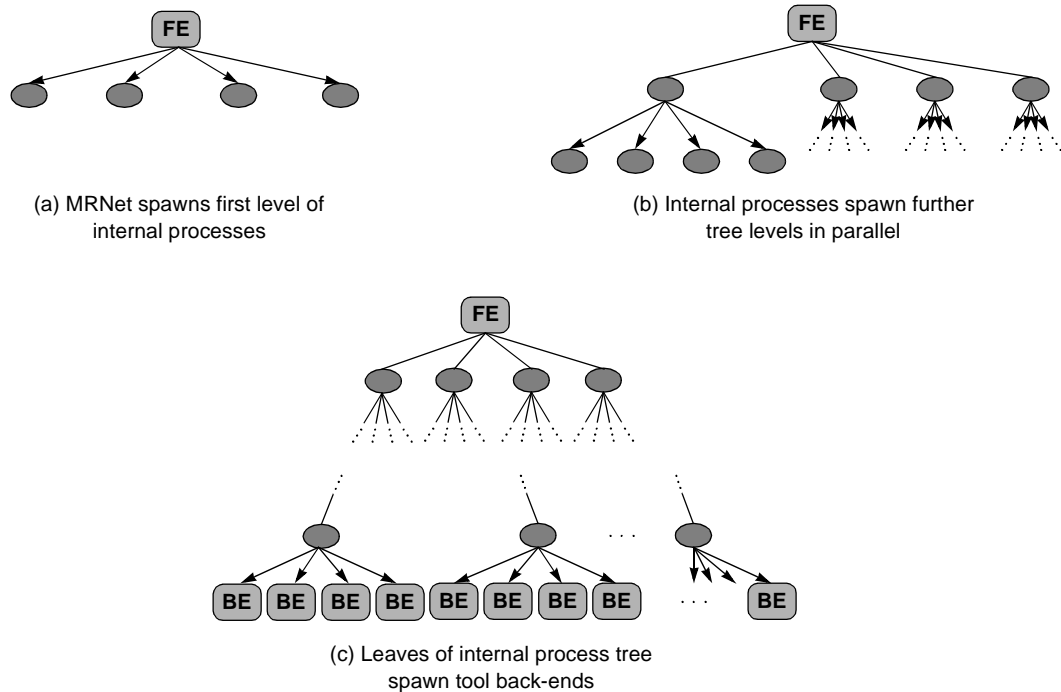 FE
FE
(a) MRNet spawns first level of
internal processes
(b) Internal processes spawn further
tree levels in parallel
FE
BE BE BE BE BE BE BE BE BE
(c) Leaves of internal process tree
spawn tool back-ends